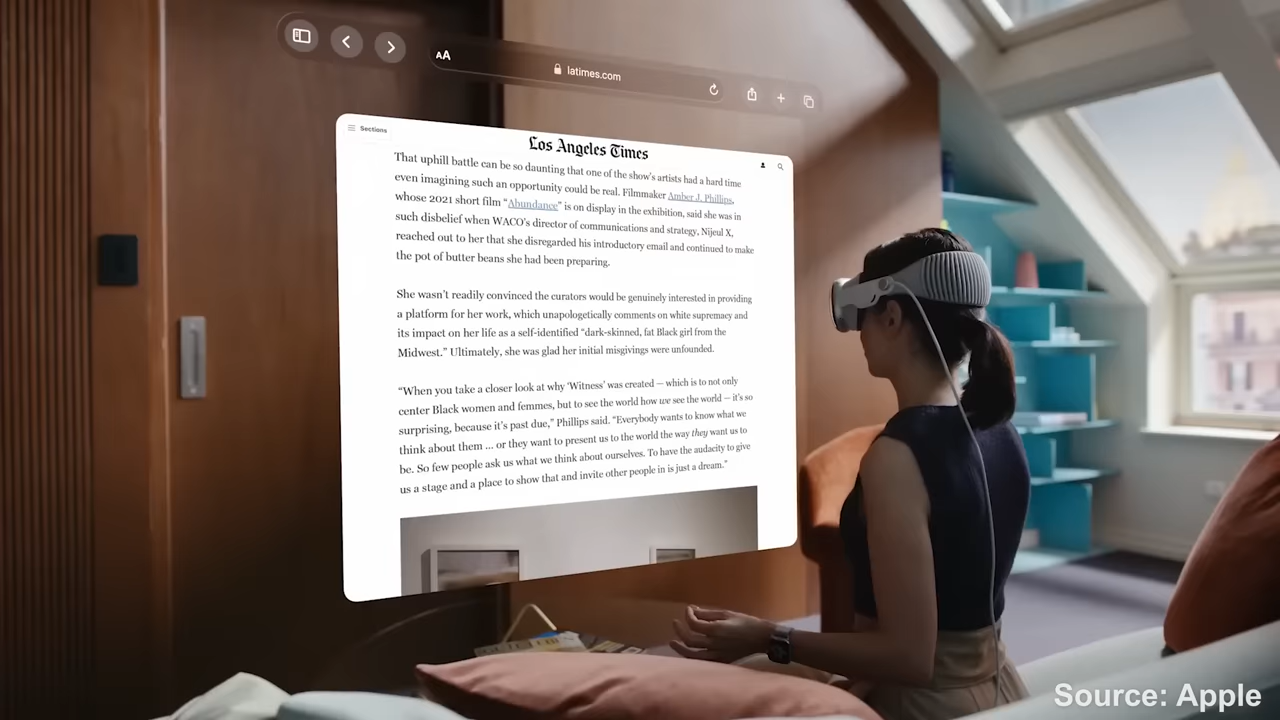 AA
latimes.com
Sections
Los Angeles Times
That uphill battle can be so daunting that one of the show's artists had a hard time
even imagining such an opportunity could be real. Filmmaker Amber J. Phillips,
whose 2021 short film “Abundance” is on display in the exhibition, said she was in
such disbelief when WACO's director of communications and strategy, Nijeul X,
reached out to her that she disregarded his introductory email and continued to make
the pot of butter beans she had been preparing.
She wasn't readily convinced the curators would be genuinely interested in providing
a platform for her work, which unapologetically comments on white supremacy and
its impact on her life as a self-identified “dark-skinned, fat Black girl from the
Midwest.” Ultimately, she was glad her initial misgivings were unfounded.
“When you take a closer look at why ‘Witness’ was created — which is to not only
center Black women and femmes, but to see the world how we see the world — it's so
surprising, because it's past due,” Phillips said. “Everybody wants to know what we
think about them ... or they want to present us to the world the way they want us to
be. So few people ask us what we think about ourselves. To have the audacity to give
us a stage and a place to show that and invite other people in is just a dream.”
Source: Apple